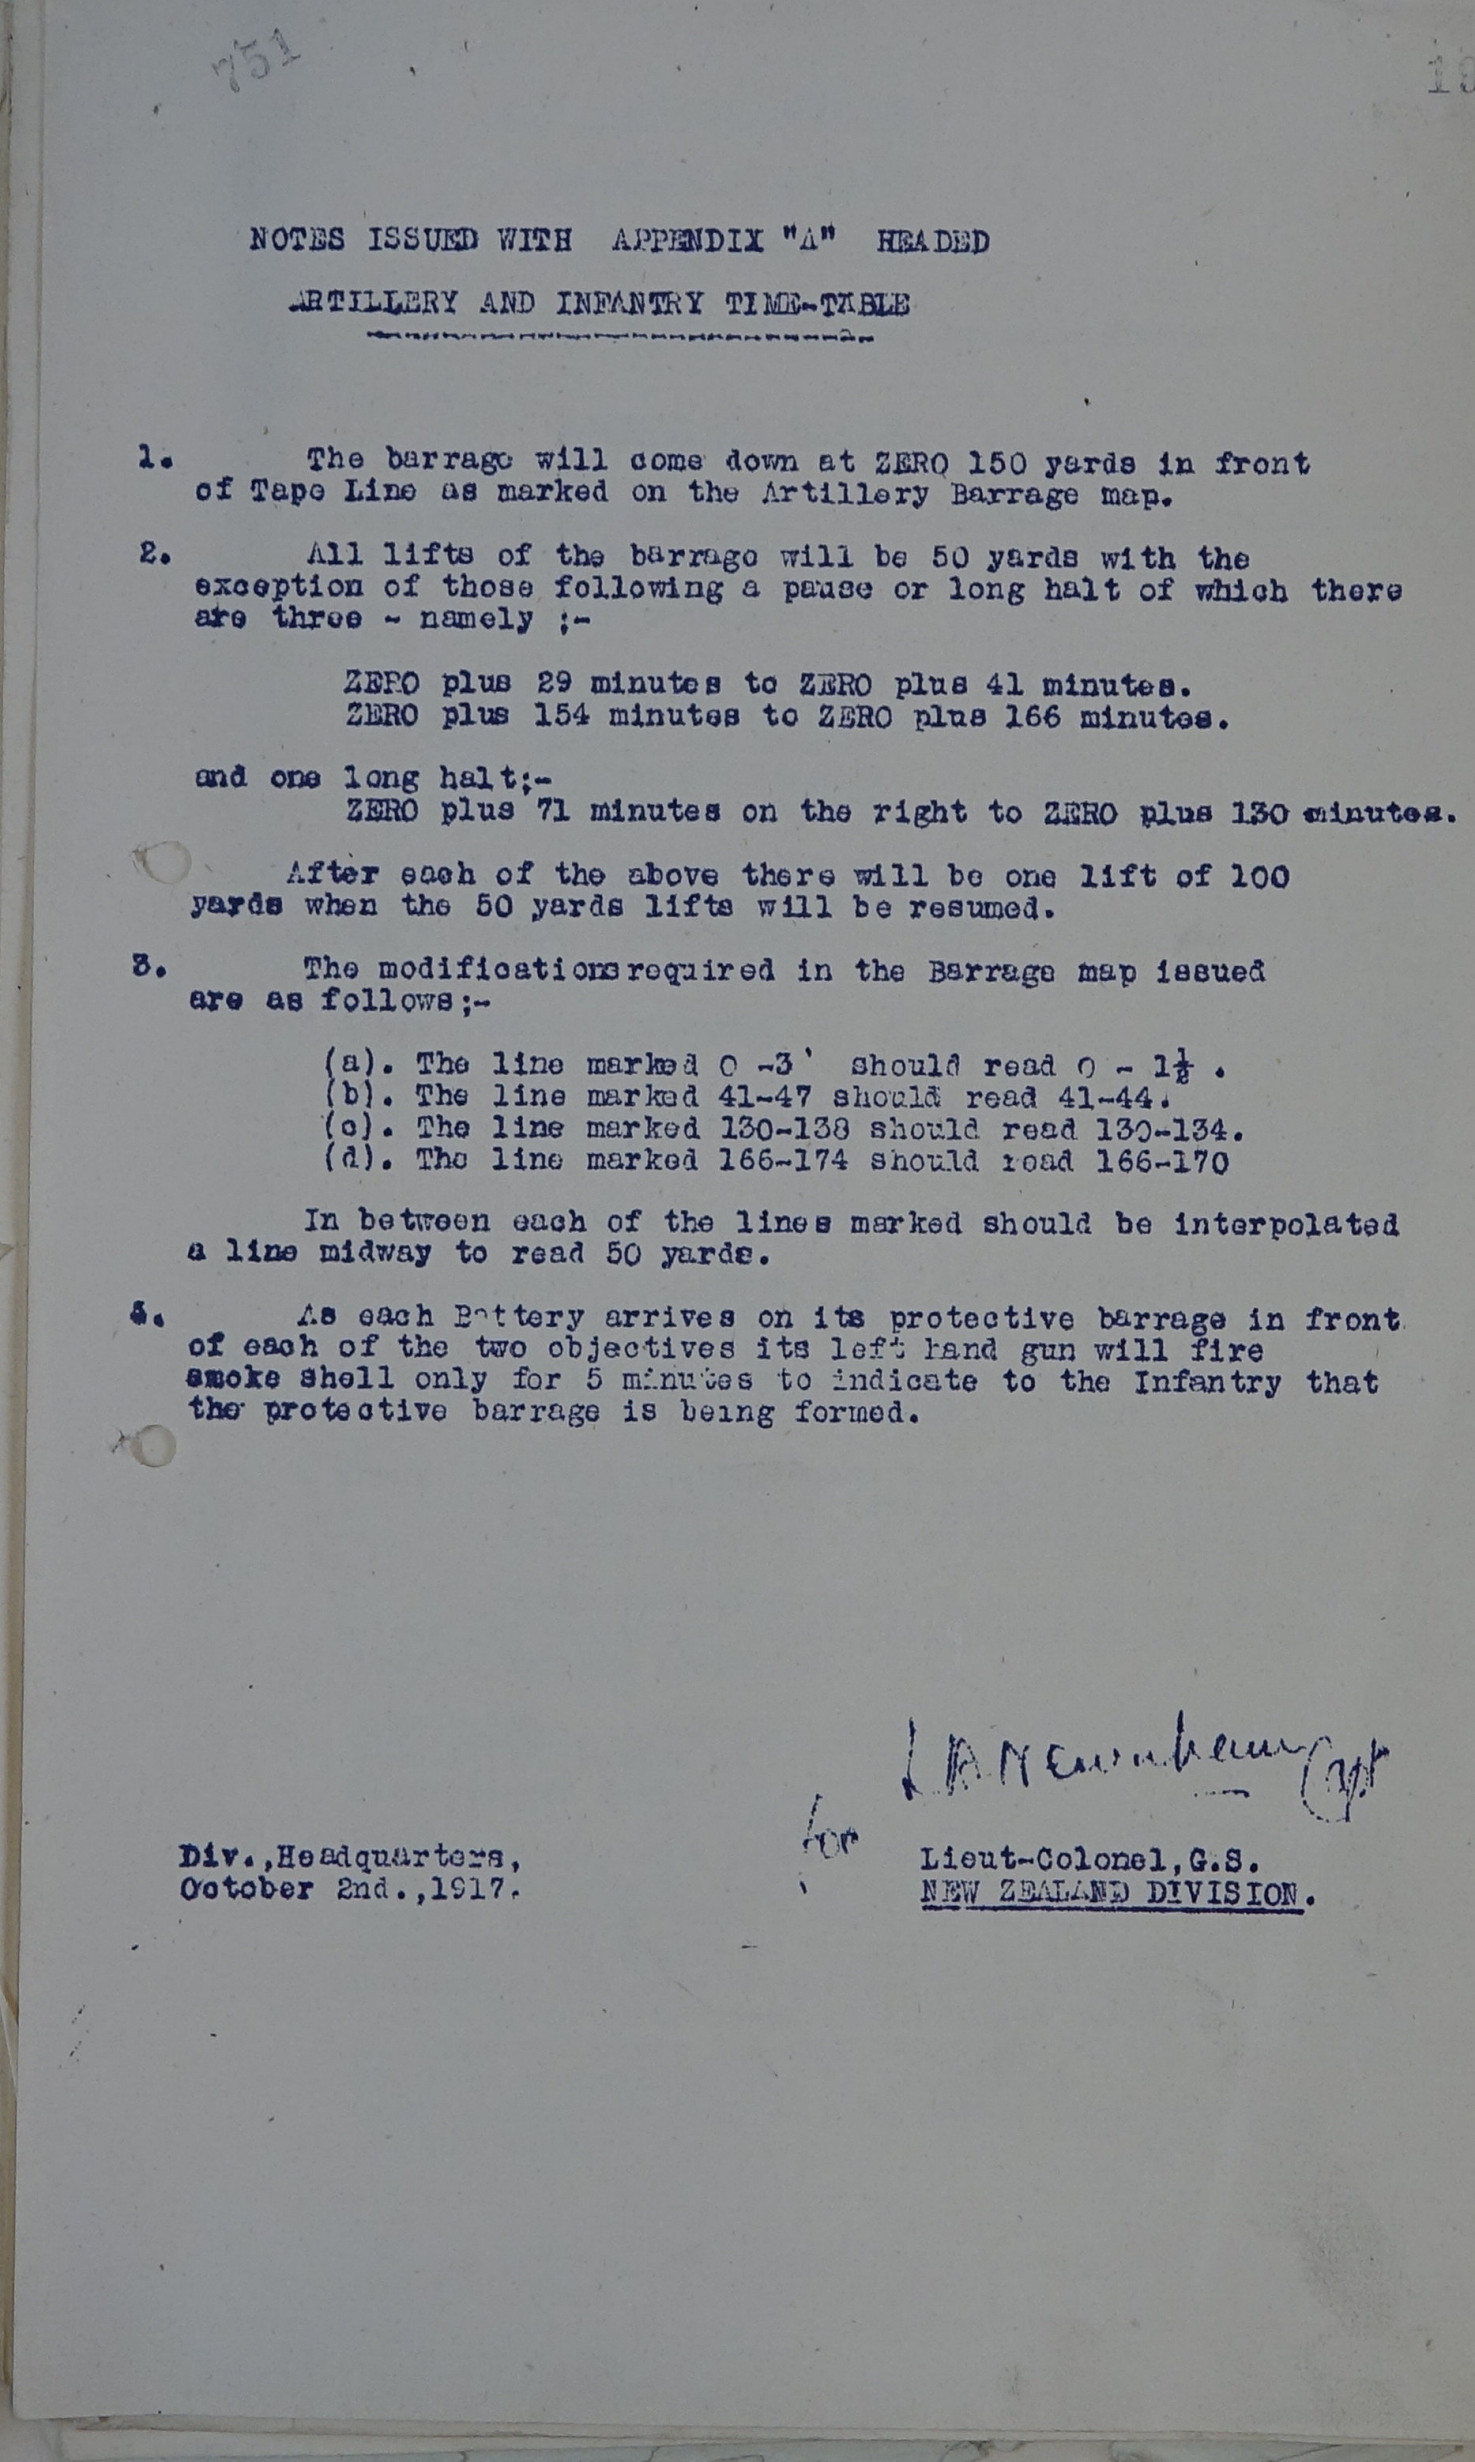 751
19
NOTES ISSUED WITH APPENDIX "A" HEADED
ARTILLERY AND INFANTRY TIME-TABLE
1. The barrage will come down at ZERO 150 yards in front
of Tape Line as marked on the Artillery Barrage map.
2. All lifts of the barrage will be 50 yards with the
exception of those following a pause or long halt of which there
are three - namely :-
ZERO plus 29 minutes to ZERO plus 41 minutes.
ZERO plus 154 minutes to ZERO plus 166 minutes.
and one long halt:-
ZERO plus 71 minutes on the right to ZERO plus 130 minutes.
After each of the above there will be one lift of 100
yards when the 50 yards lifts will be resumed.
3. The modifications required in the Barrage map issued
are as follows:-
(a). The line marked 0 -3' should read 0 - 1½ .
(b). The line marked 41-47 should read 41-44.
(c). The line marked 130-138 should read 130-134.
(d). The line marked 166-174 should read 166-170
In between each of the lines marked should be interpolated
a line midway to read 50 yards.
4. As each Battery arrives on its protective barrage in front
of each of the two objectives its left hand gun will fire
smoke shell only for 5 minutes to indicate to the Infantry that
the protective barrage is being formed.
Newnham Capt
for
Div.,Headquarters, Lieut-Colonel,G.S.
October 2nd.,1917. NEW ZEALAND DIVISION.